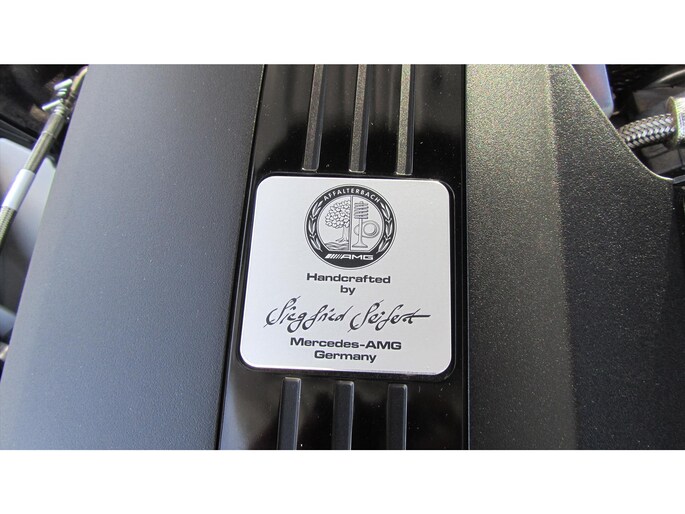 AFFALTERBACH
AMG
Handcrafted
by
Siegfried Seifert
Mercedes-AMG
Germany